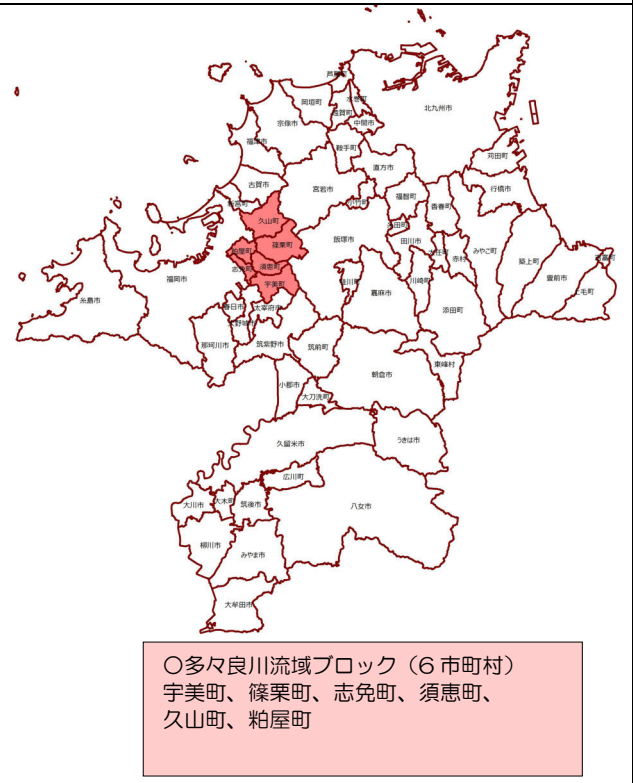 芦屋町
水巻町
岡垣町
遠賀町
北九州市
宗像市
中間市
福津市
鞍手町
苅田町
直方市
古賀市
宮若市
行橋市
福智町
香春町
新宮町
小竹町
久山町
糸田町
飯塚市
田川市
みやこ町
篠栗町
粕屋町
大任町
赤村
築上町
吉富町
福岡市
志免町
須恵町
豊前市
宇美町
桂川町
川崎町
上毛町
糸島市
嘉麻市
春日市
太宰府市
添田町
大野城市
那珂川市
筑紫野市
筑前町
東峰村
朝倉市
小郡市
大刀洗町
久留米市
うきは市
広川町
大川市
大木町
筑後市
八女市
柳川市
みやま市
大牟田市
〇多々良川流域ブロック（6市町村）
宇美町、篠栗町、志免町、須恵町、
久山町、粕屋町